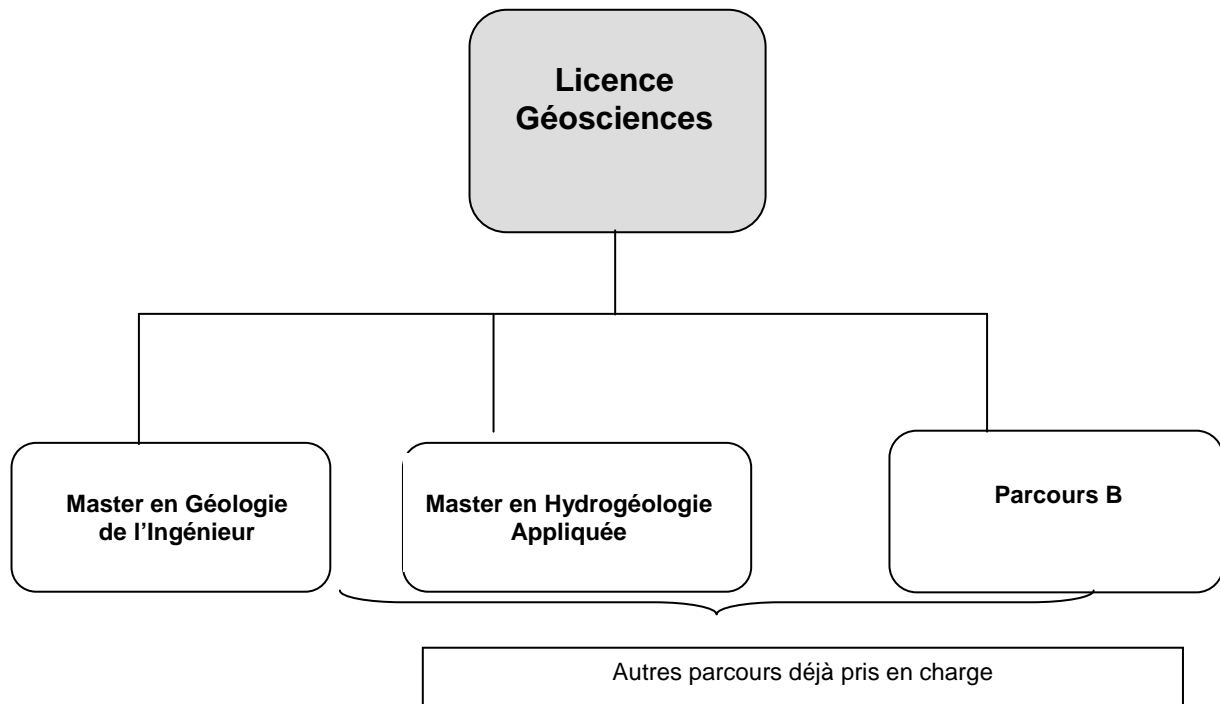 Licence
Géosciences
Master en Géologie
de l’Ingénieur
Master en Hydrogéologie
Appliquée
Parcours B
Autres parcours déjà pris en charge